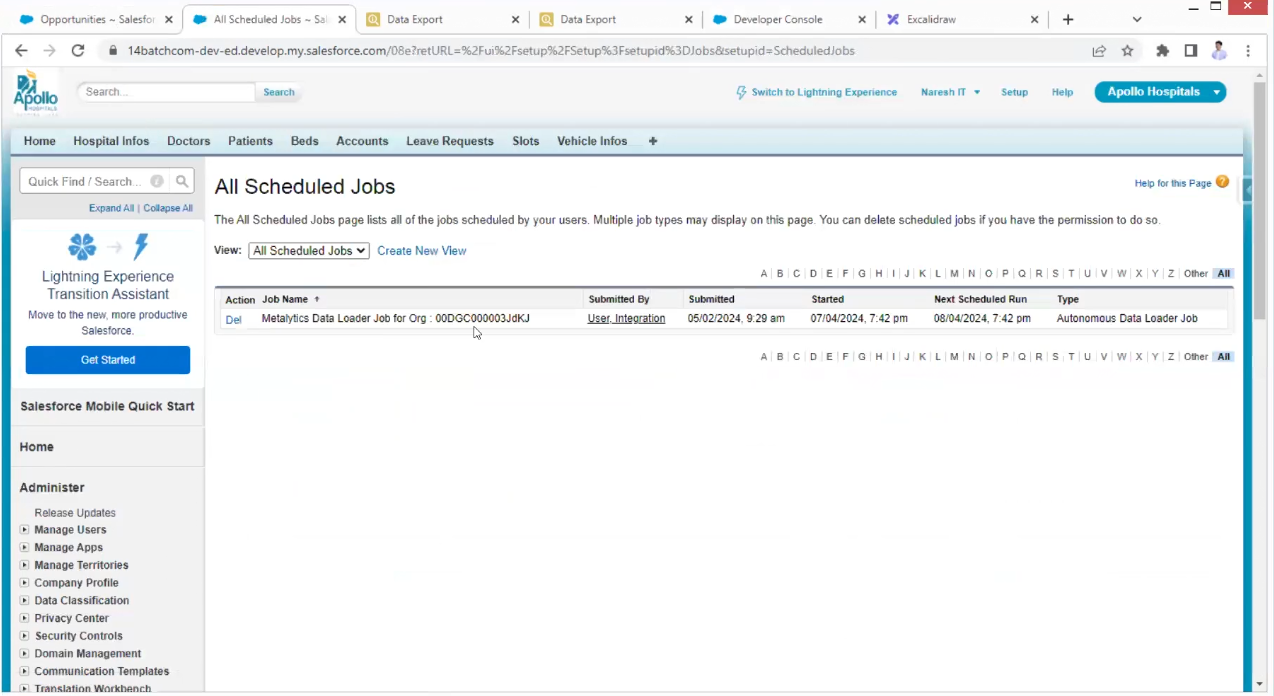 Opportunities ~ Salesfor
All Scheduled Jobs ~ Sal
Data Export
Data Export
Developer Console
Excalidraw
14batchcom-dev-ed.develop.my.salesforce.com/08e?retURL=%2Fui%2Fsetup%2FSetup%3Fsetupid%3DJobs&setupid=ScheduledJobs
Apollo
HOSPITALS
Search...
Search
Switch to Lightning Experience
Naresh IT
Setup
Help
Apollo Hospitals
Home Hospital Infos Doctors Patients Beds Accounts Leave Requests Slots Vehicle Infos
Quick Find / Search...
Expand All | Collapse All
Lightning Experience
Transition Assistant
Move to the new, more productive
Salesforce.
Get Started
Salesforce Mobile Quick Start
Home
Administer
Release Updates
Manage Users
Manage Apps
Manage Territories
Company Profile
Data Classification
Privacy Center
Security Controls
Domain Management
Communication Templates
Translation Workbench
All Scheduled Jobs
Help for this Page
The All Scheduled Jobs page lists all of the jobs scheduled by your users. Multiple job types may display on this page. You can delete scheduled jobs if you have the permission to do so.
View: All Scheduled Jobs Create New View
A | B | C | D | E | F | G | H | I | J | K | L | M | N | O | P | Q | R | S | T | U | V | W | X | Y | Z | Other | All
Action Job Name Submitted By Submitted Started Next Scheduled Run Type
Del Metalytics Data Loader Job for Org : 00DGC000003JdKJ User, Integration 05/02/2024, 9:29 am 07/04/2024, 7:42 pm 08/04/2024, 7:42 pm Autonomous Data Loader Job
A | B | C | D | E | F | G | H | I | J | K | L | M | N | O | P | Q | R | S | T | U | V | W | X | Y | Z | Other | All